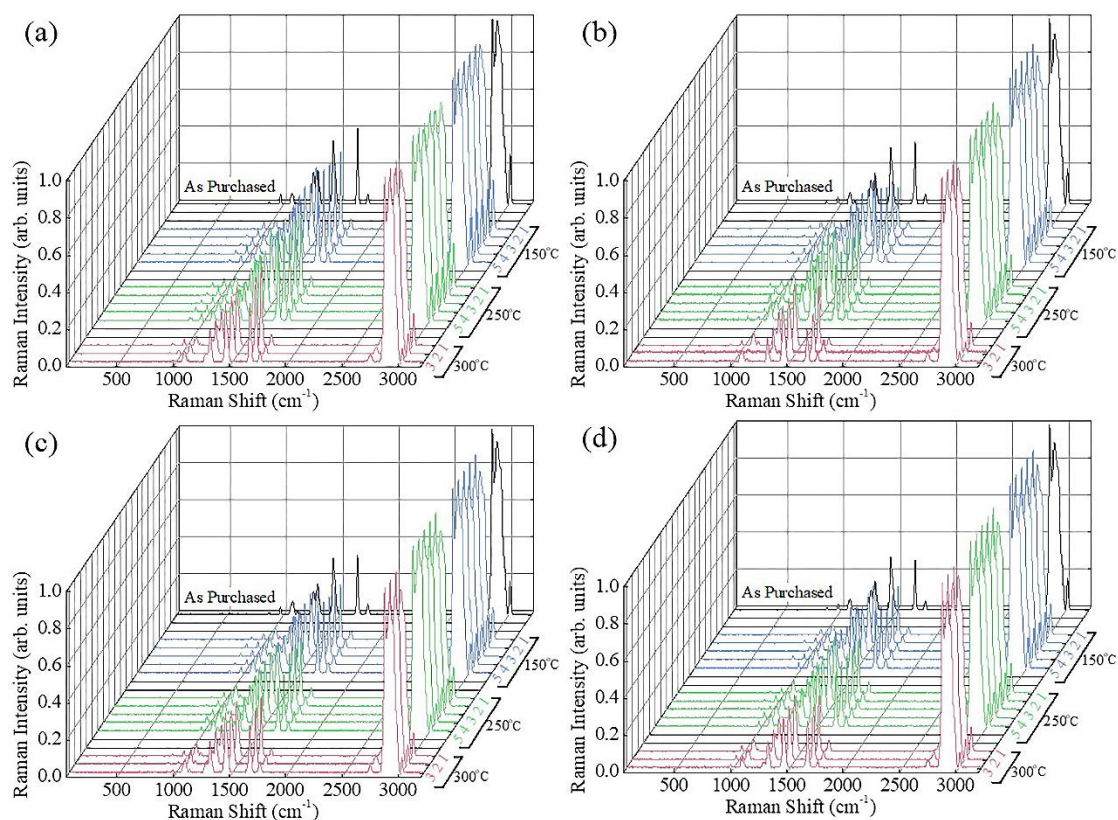 (a)
As Purchased
1.0
0.8
0.6
0.4
0.2
0.0
Raman Intensity (arb. units)
500 1000 1500 2000 2500 3000
Raman Shift (cm⁻¹)
5 4 3 2 1 150°C
5 4 3 2 1 250°C
3 2 1 300°C
(b)
As Purchased
1.0
0.8
0.6
0.4
0.2
0.0
Raman Intensity (arb. units)
500 1000 1500 2000 2500 3000
Raman Shift (cm⁻¹)
5 4 3 2 1 150°C
5 4 3 2 1 250°C
3 2 1 300°C
(c)
As Purchased
1.0
0.8
0.6
0.4
0.2
0.0
Raman Intensity (arb. units)
500 1000 1500 2000 2500 3000
Raman Shift (cm⁻¹)
5 4 3 2 1 150°C
5 4 3 2 1 250°C
3 2 1 300°C
(d)
As Purchased
1.0
0.8
0.6
0.4
0.2
0.0
Raman Intensity (arb. units)
500 1000 1500 2000 2500 3000
Raman Shift (cm⁻¹)
5 4 3 2 1 150°C
5 4 3 2 1 250°C
3 2 1 300°C